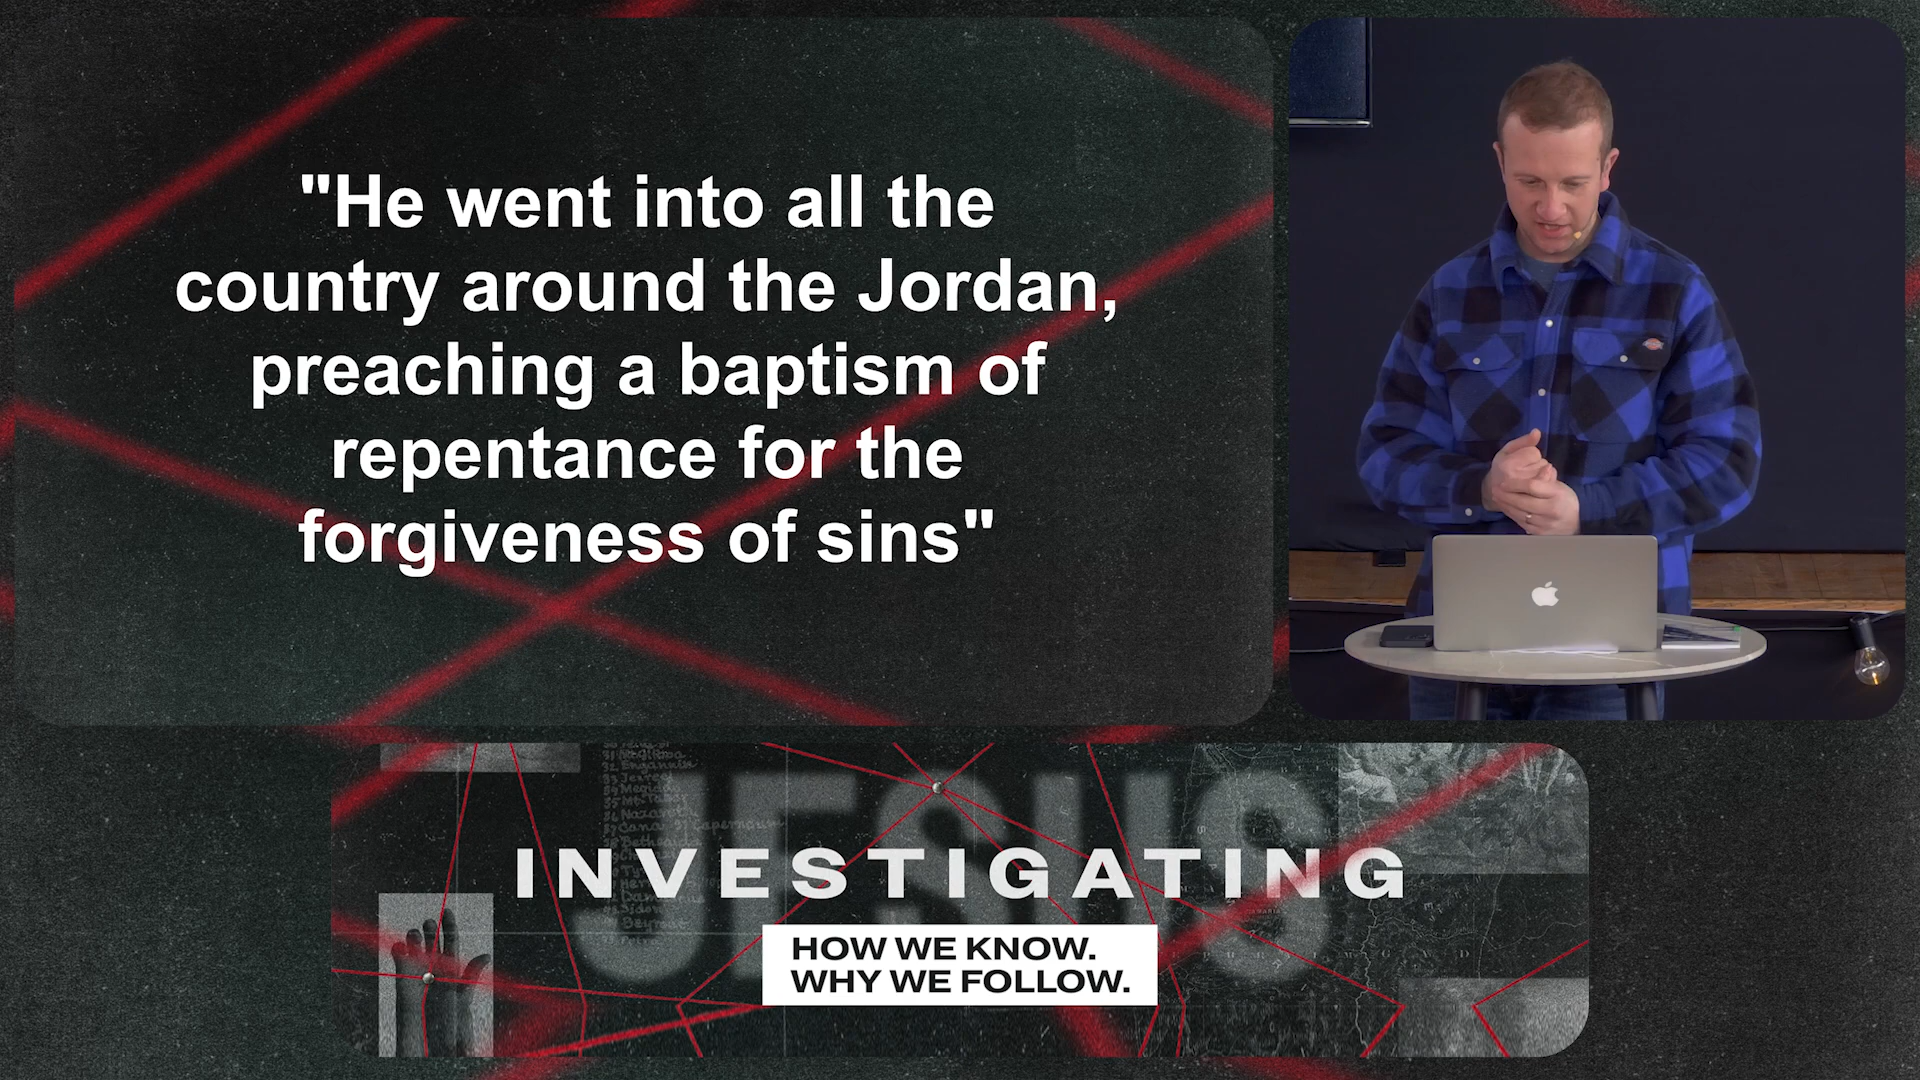 "He went into all the
country around the Jordan,
preaching a baptism of
repentance for the
forgiveness of sins"
JESUS
INVESTIGATING
HOW WE KNOW.
WHY WE FOLLOW.